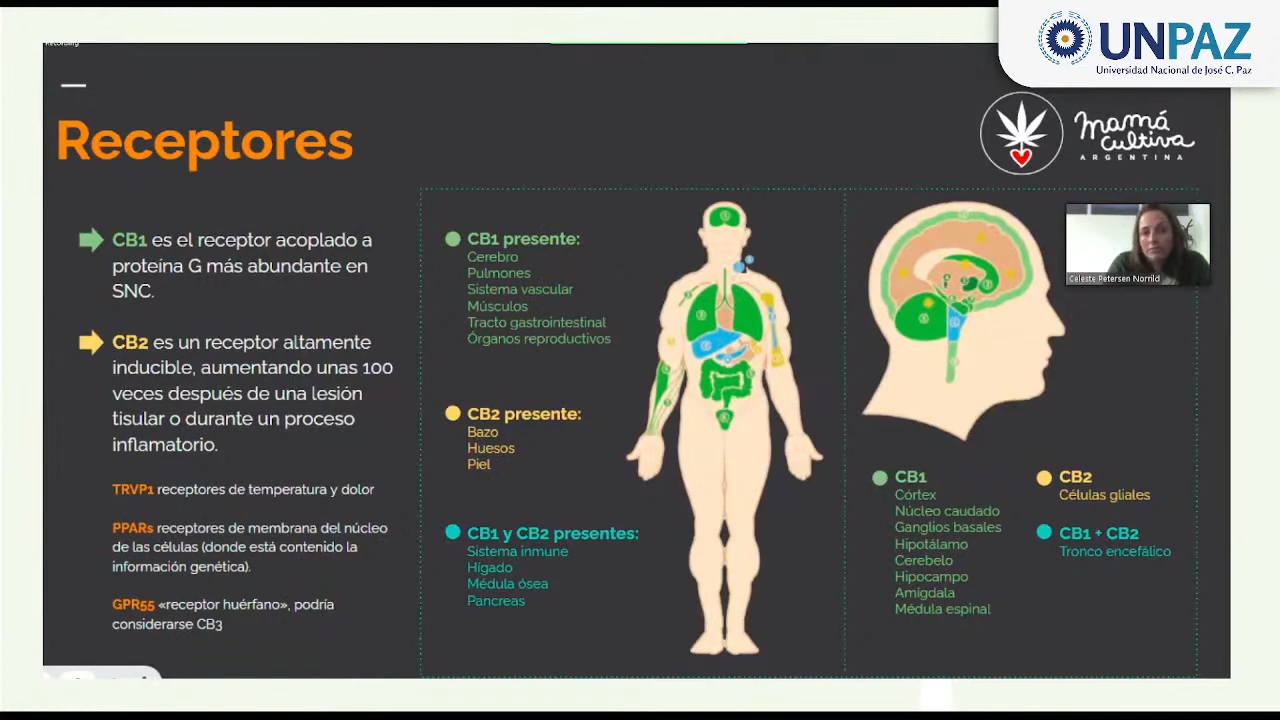 Recording
UNPAZ
Universidad Nacional de José C. Paz
Receptores
mamá
cultiva
ARGENTINA
CB1 es el receptor acoplado a
proteína G más abundante en
SNC.
CB2 es un receptor altamente
inducible, aumentando unas 100
veces después de una lesión
tisular o durante un proceso
inflamatorio.
TRVP1 receptores de temperatura y dolor
PPARs receptores de membrana del núcleo
de las células (donde está contenido la
información genética).
GPR55 «receptor huérfano», podría
considerarse CB3
CB1 presente:
Cerebro
Pulmones
Sistema vascular
Músculos
Tracto gastrointestinal
Órganos reproductivos
CB2 presente:
Bazo
Huesos
Piel
CB1 y CB2 presentes:
Sistema inmune
Hígado
Médula ósea
Pancreas
Celeste Petersen Norrild
CB1
Córtex
Núcleo caudado
Ganglios basales
Hipotálamo
Cerebelo
Hipocampo
Amígdala
Médula espinal
CB2
Células gliales
CB1 + CB2
Tronco encefálico